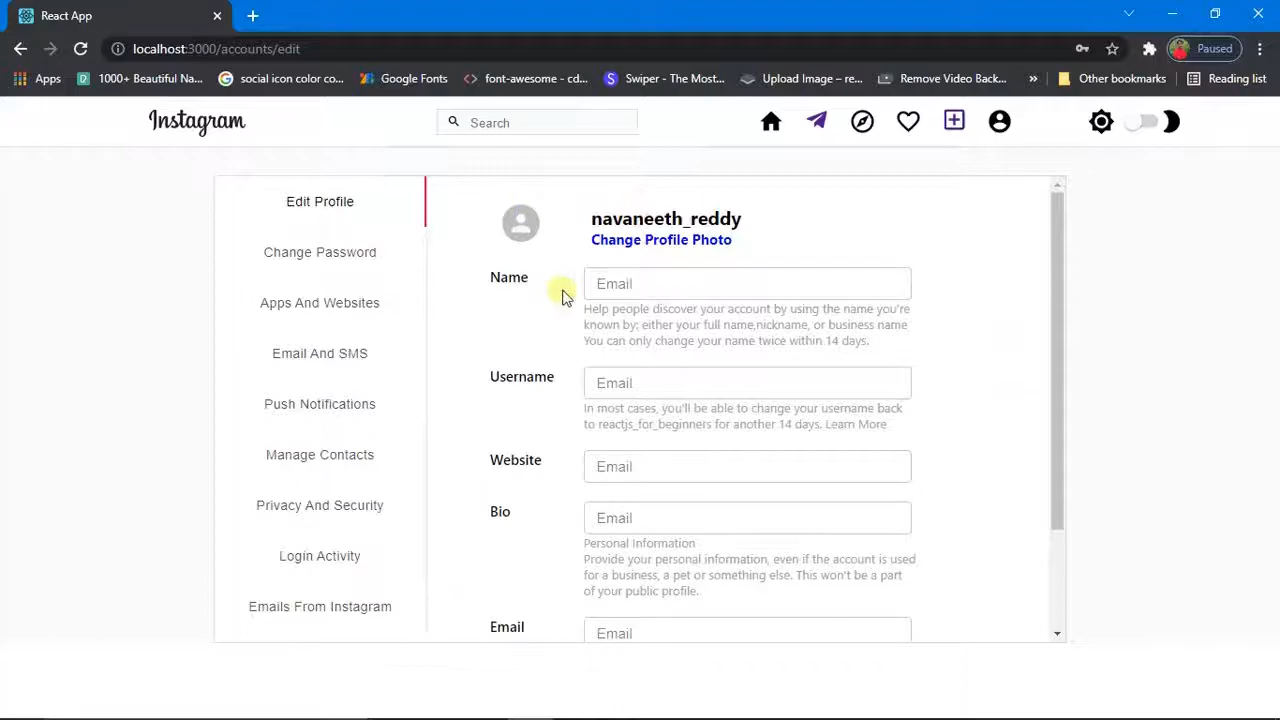 React App
localhost:3000/accounts/edit
Paused
Apps
1000+ Beautiful Na...
social icon color co...
Google Fonts
font-awesome - cd...
Swiper - The Most...
Upload Image – re...
Remove Video Back...
Other bookmarks
Reading list
Instagram
Search
Edit Profile
Change Password
Apps And Websites
Email And SMS
Push Notifications
Manage Contacts
Privacy And Security
Login Activity
Emails From Instagram
navaneeth_reddy
Change Profile Photo
Name
Email
Help people discover your account by using the name you're
known by; either your full name,nickname, or business name
You can only change your name twice within 14 days.
Username
Email
In most cases, you'll be able to change your username back
to reactjs_for_beginners for another 14 days. Learn More
Website
Email
Bio
Email
Personal Information
Provide your personal information, even if the account is used
for a business, a pet or something else. This won't be a part
of your public profile.
Email
Email